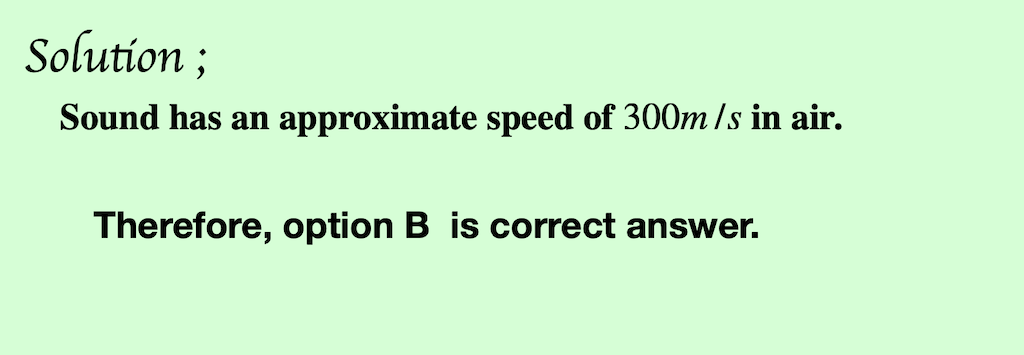 Solution ;
Sound has an approximate speed of 300m/s in air.
Therefore, option B is correct answer.